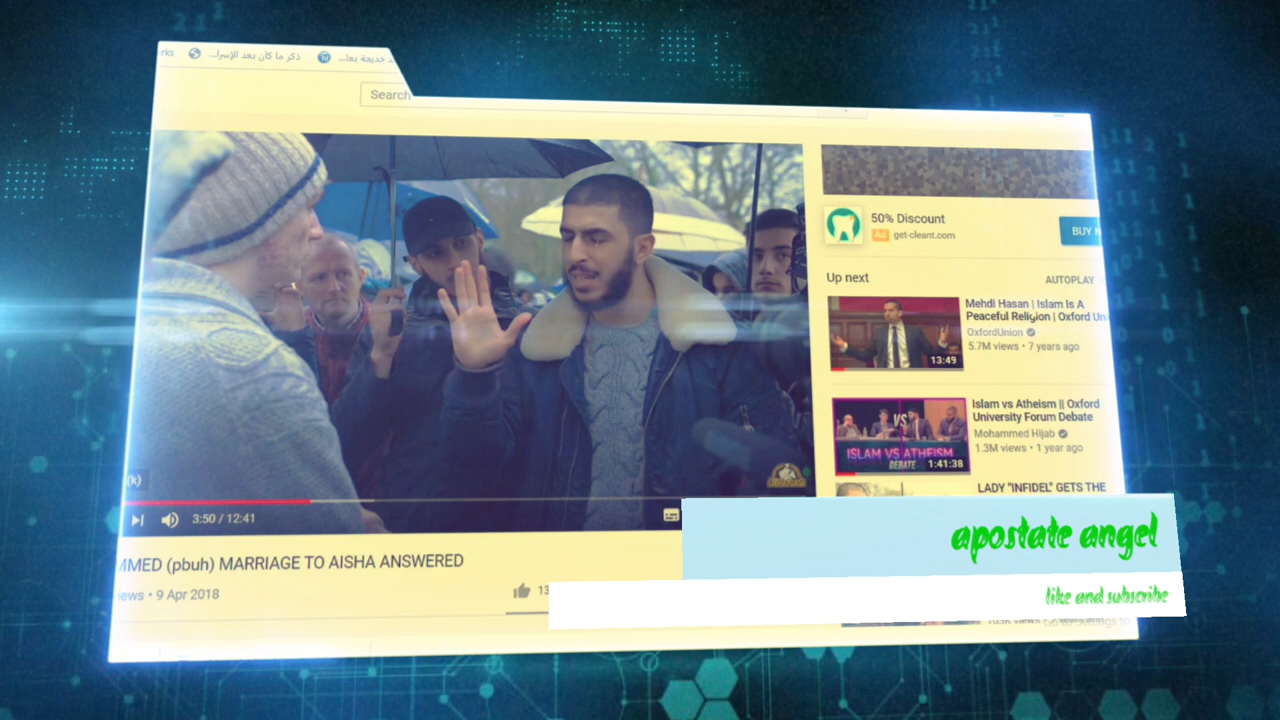 rks
ذكر ما كان بعد الإسرا...
Search
50% Discount
Ad get-cleant.com
BUY N
Up next
AUTOPLAY
Mehdi Hasan | Islam Is A
Peaceful Religion | Oxford Un
OxfordUnion
5.7M views • 7 years ago
13:49
Islam vs Atheism || Oxford
University Forum Debate
Mohammed Hijab
1.3M views • 1 year ago
VS
ISLAM VS ATHEISM
DEBATE
1:41:38
LADY "INFIDEL" GETS THE
(k)
3:50 / 12:41
MMED (pbuh) MARRIAGE TO AISHA ANSWERED
iews • 9 Apr 2018
13
apostate angel
like and subscribe